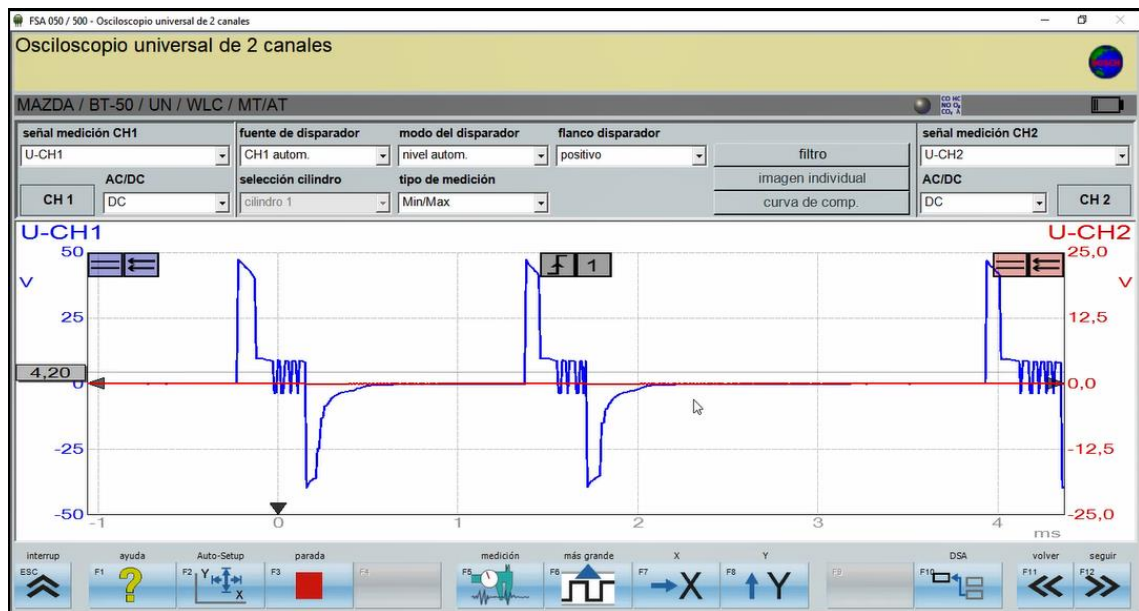 FSA 050 / 500 - Osciloscopio universal de 2 canales
Osciloscopio universal de 2 canales
MAZDA / BT-50 / UN / WLC / MT/AT
CO HC
NO O₂
CO₂ λ
señal medición CH1 fuente de disparador modo del disparador flanco disparador señal medición CH2
U-CH1 CH1 autom. nivel autom. positivo filtro U-CH2
AC/DC selección cilindro tipo de medición imagen individual AC/DC
CH 1 DC cilindro 1 Min/Max curva de comp. DC CH 2
U-CH1 U-CH2
50 1 25,0
V V
25 12,5
4,20
0 0,0
-25 -12,5
-50 -25,0
-1 0 1 2 3 4
ms
interrup ayuda Auto-Setup parada medición más grande X Y DSA volver seguir
ESC F1 ? F2 Y X F3 F4 F5 F6 F7 X F8 Y F9 F10 F11 F12